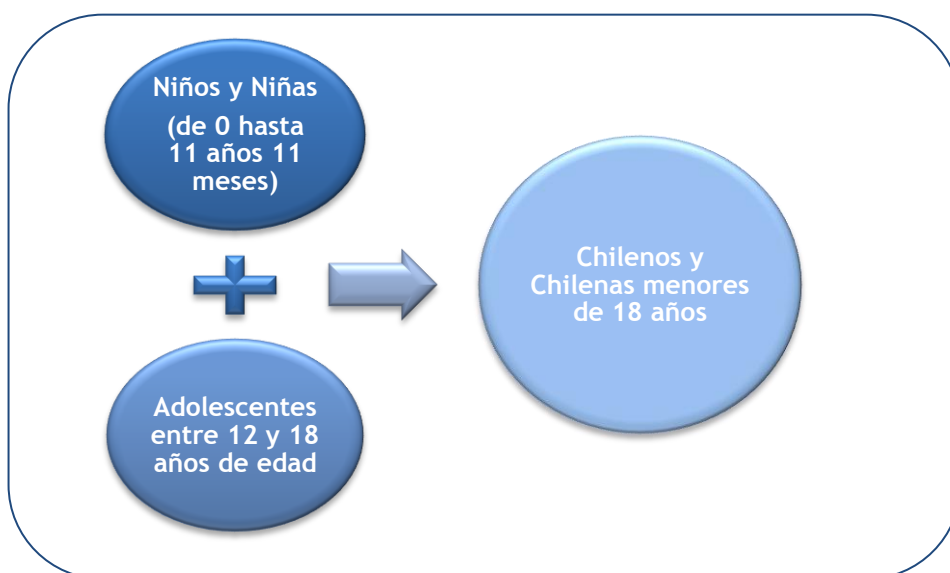 Niños y Niñas
(de 0 hasta
11 años 11
meses)
Adolescentes
entre 12 y 18
años de edad
Chilenos y
Chilenas menores
de 18 años